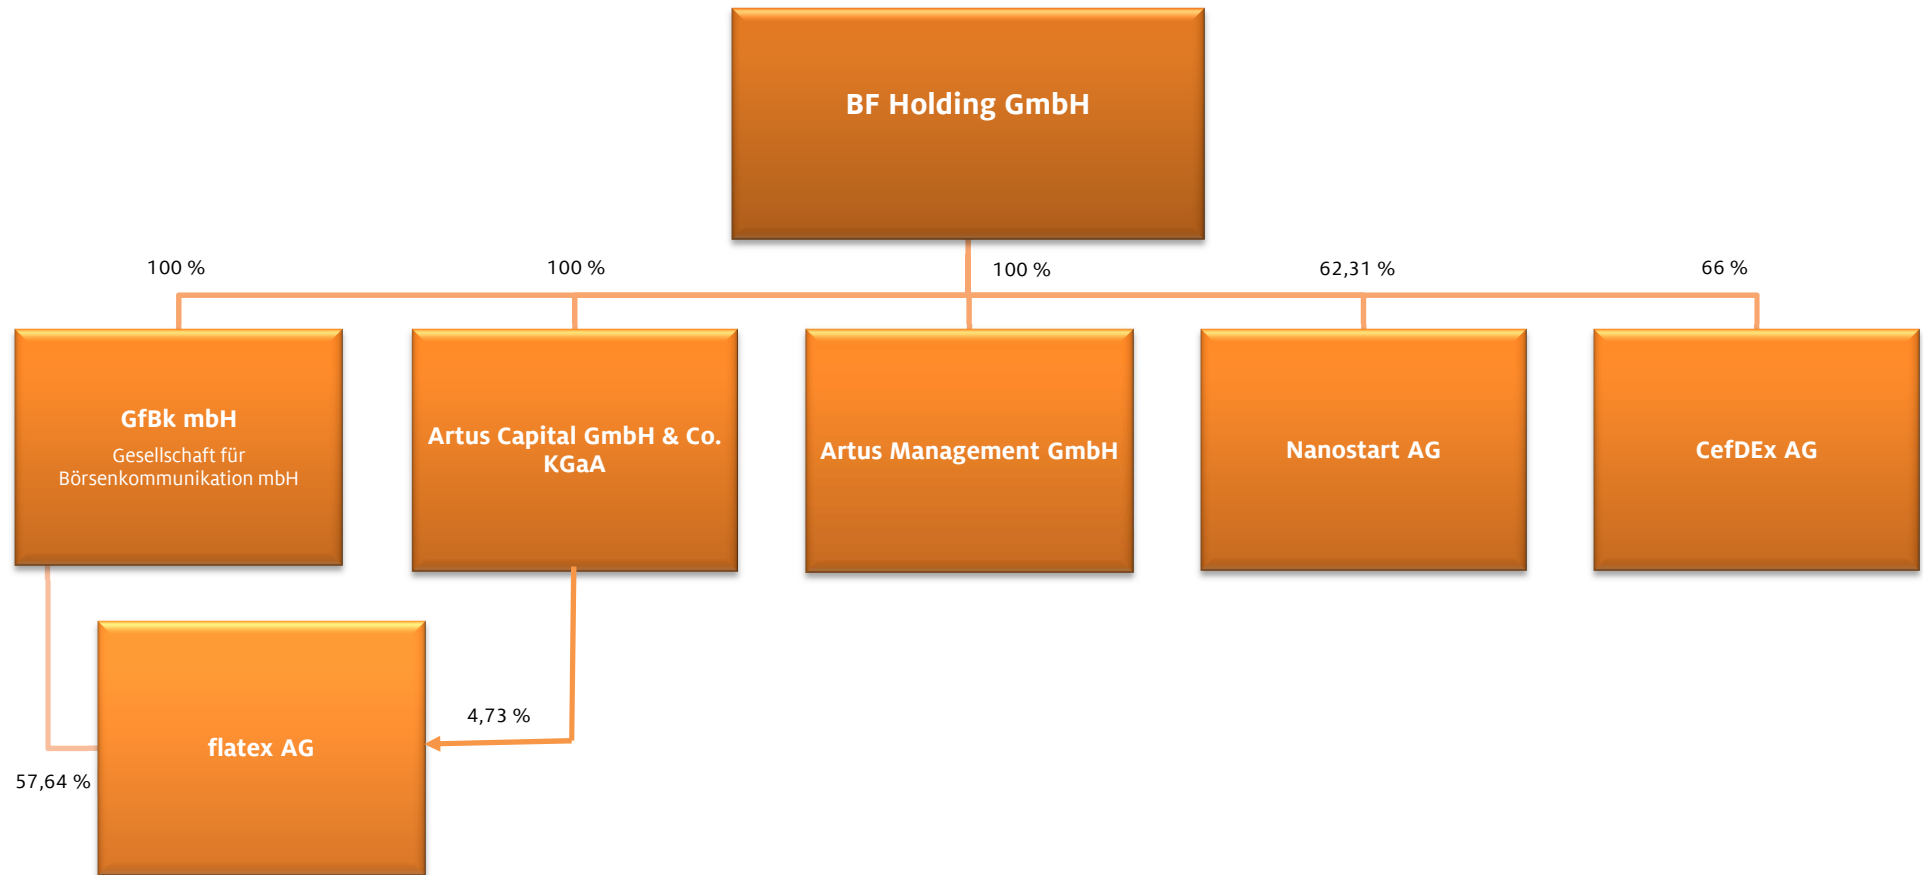 BF Holding GmbH
100 %
100 %
100 %
62,31 %
66 %
GfBk mbH
Gesellschaft für
Börsenkommunikation mbH
Artus Capital GmbH & Co.
KGaA
Artus Management GmbH
Nanostart AG
CefDEx AG
4,73 %
flatex AG
57,64 %